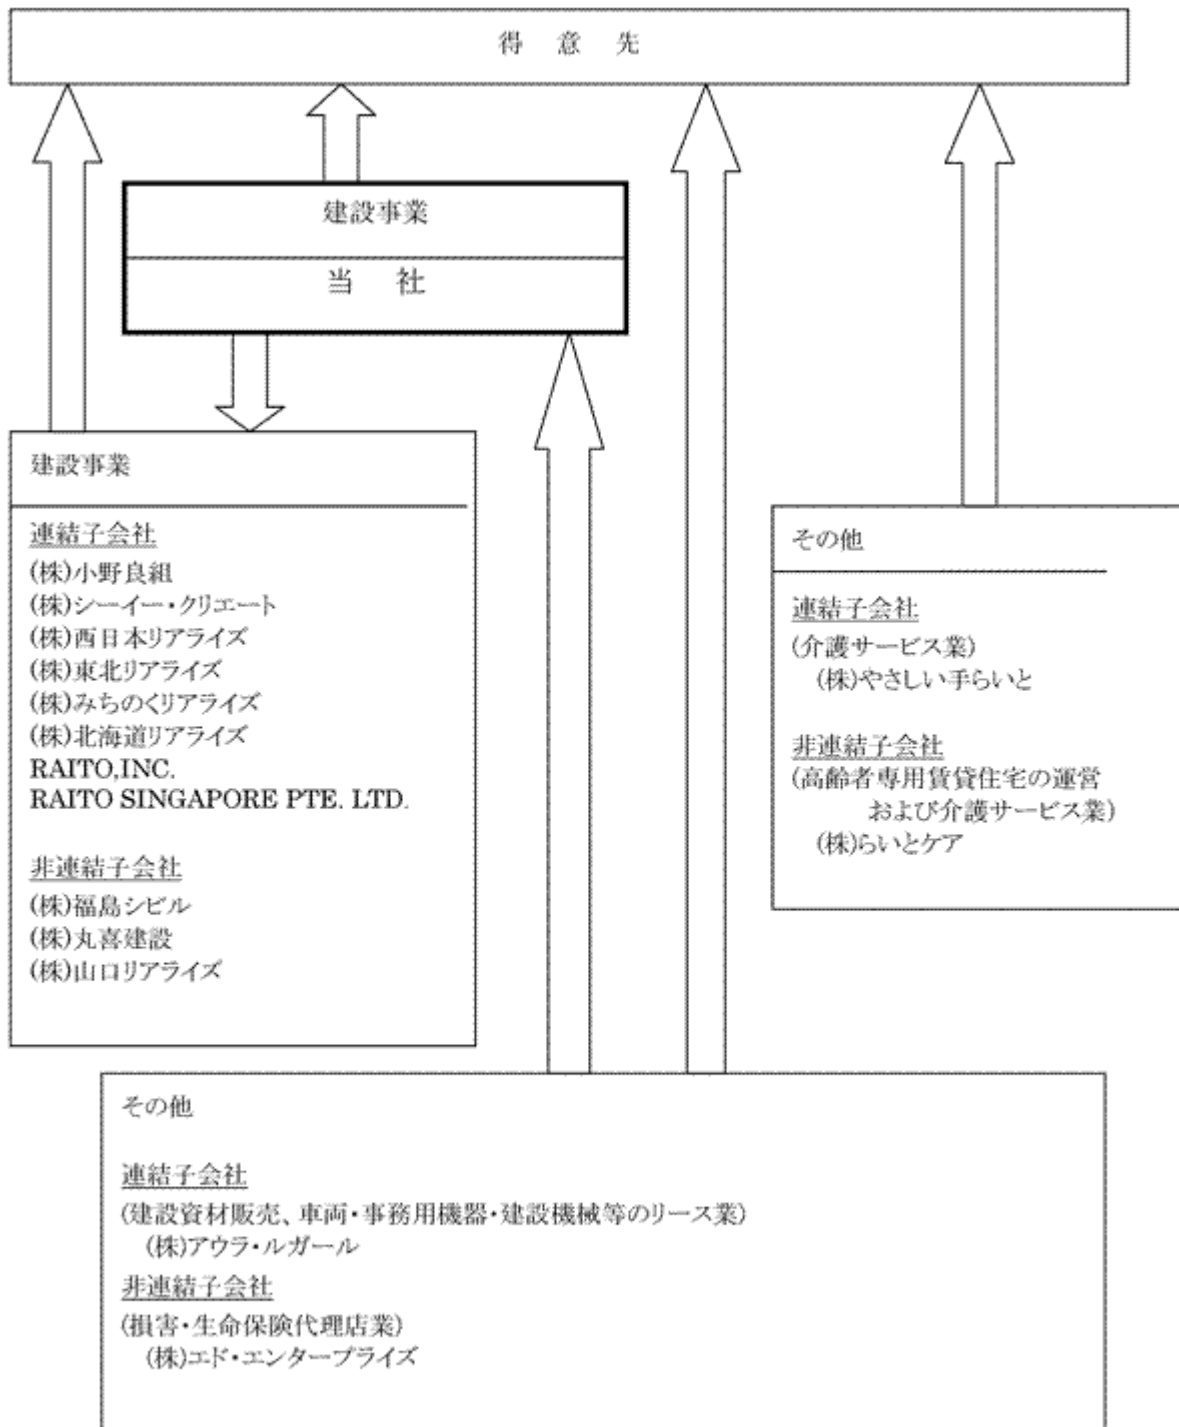 得 意 先
建設事業
当 社
建設事業
連結子会社
(株)小野良組
(株)シーイー・クリエート
(株)西日本リアライズ
(株)東北リアライズ
(株)みちのくリアライズ
(株)北海道リアライズ
RAITO,INC.
RAITO SINGAPORE PTE. LTD.
非連結子会社
(株)福島シビル
(株)丸喜建設
(株)山口リアライズ
その他
連結子会社
(介護サービス業)
(株)やさしい手らいと
非連結子会社
(高齢者専用賃貸住宅の運営
および介護サービス業)
(株)らいとケア
その他
連結子会社
(建設資材販売、車両・事務用機器・建設機械等のリース業)
(株)アウラ・ルガール
非連結子会社
(損害・生命保険代理店業)
(株)エド・エンタープライズ